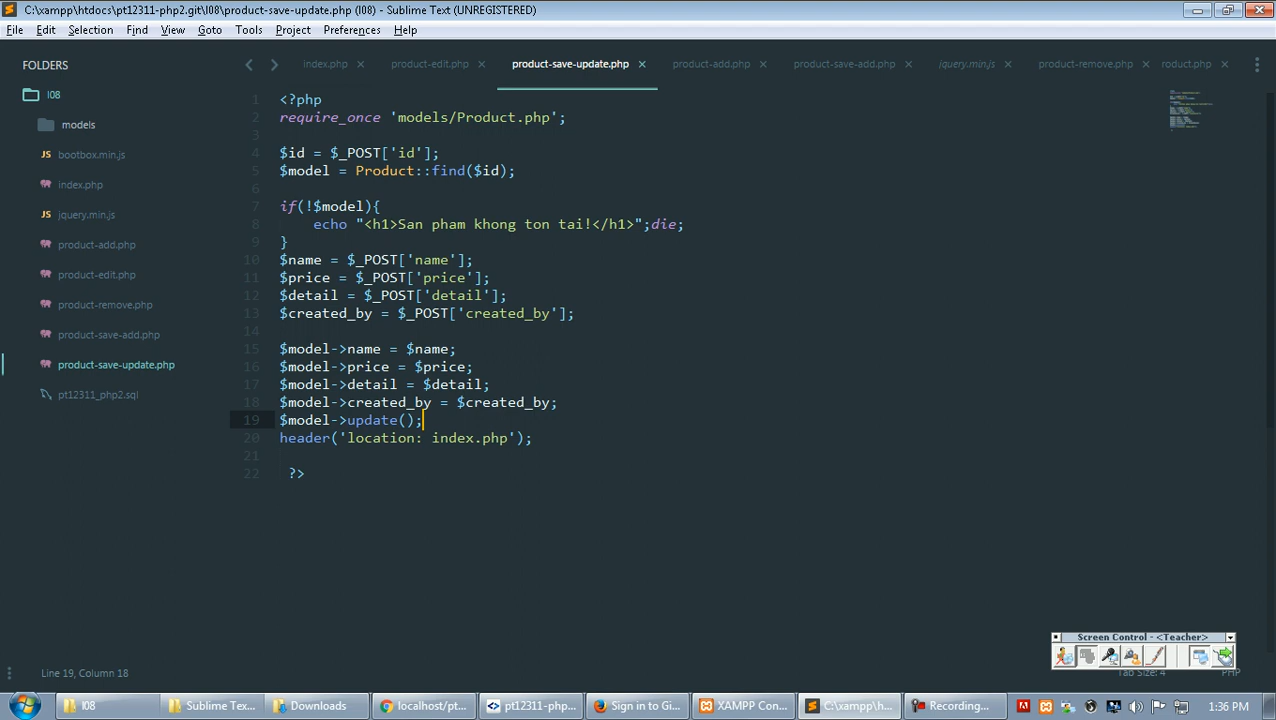 C:\xampp\htdocs\pt12311-php2.git\l08\product-save-update.php (l08) - Sublime Text (UNREGISTERED)
File Edit Selection Find View Goto Tools Project Preferences Help
FOLDERS
l08
models
bootbox.min.js
index.php
jquery.min.js
product-add.php
product-edit.php
product-remove.php
product-save-add.php
product-save-update.php
pt12311_php2.sql
index.php product-edit.php product-save-update.php product-add.php product-save-add.php jquery.min.js product-remove.php roduct.php
1 <?php
2 require_once 'models/Product.php';
3
4 $id = $_POST['id'];
5 $model = Product::find($id);
6
7 if(!$model){
8 echo "<h1>San pham khong ton tai!</h1>";die;
9 }
10 $name = $_POST['name'];
11 $price = $_POST['price'];
12 $detail = $_POST['detail'];
13 $created_by = $_POST['created_by'];
14
15 $model->name = $name;
16 $model->price = $price;
17 $model->detail = $detail;
18 $model->created_by = $created_by;
19 $model->update();
20 header('location: index.php');
21
22 ?>
Screen Control - <Teacher>
Line 19, Column 18
Tab Size: 4 PHP
l08 Sublime Tex... Downloads localhost/pt... pt12311-php... Sign in to Gi... XAMPP Con... C:\xampp\h... Recording... 1:36 PM